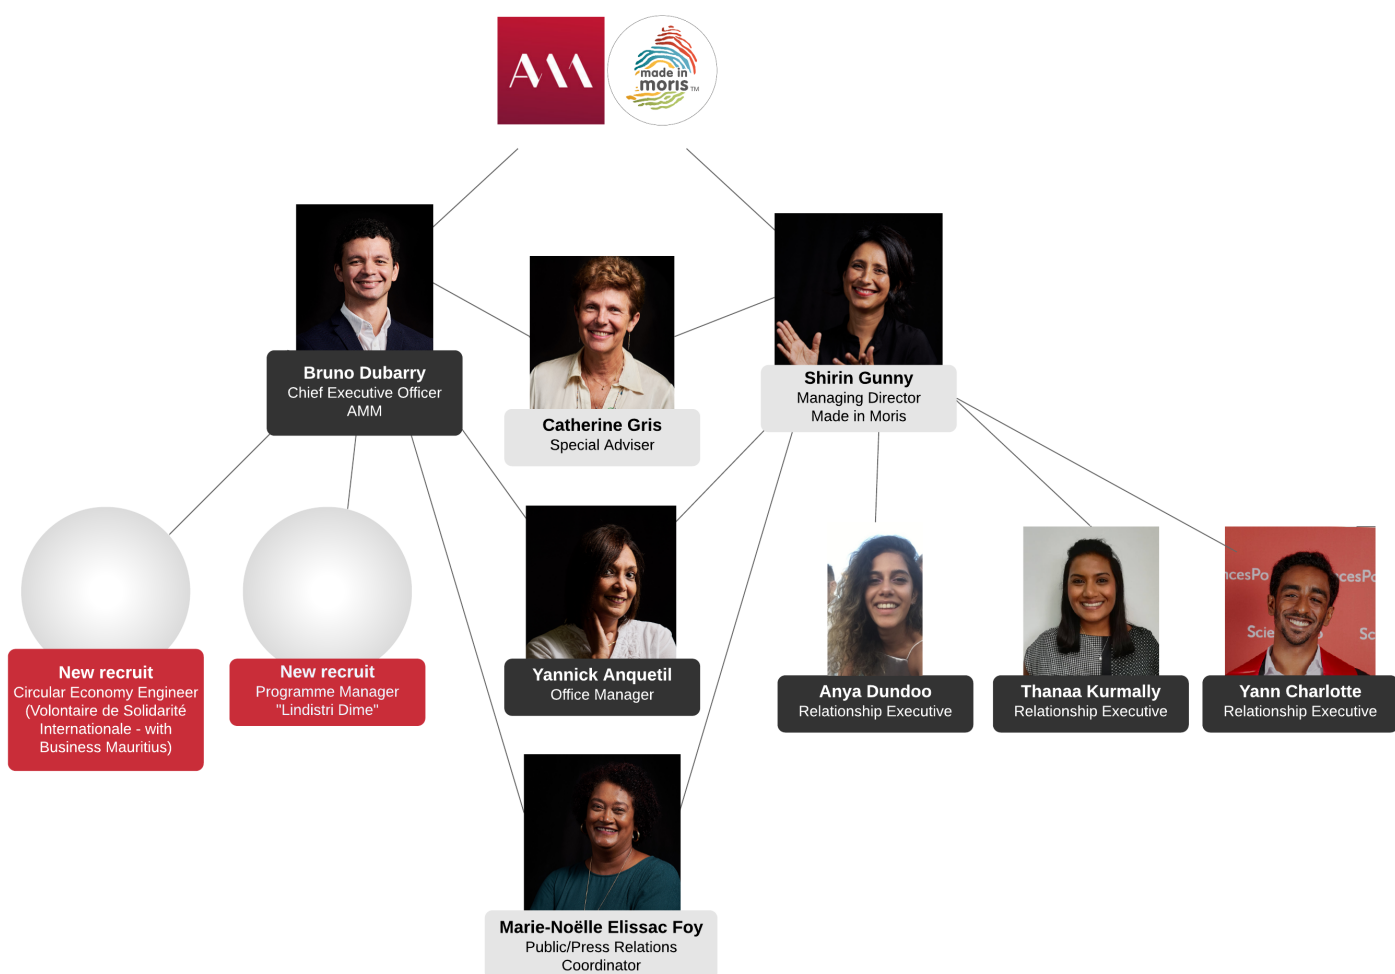 AMM
made in
moris TM
Bruno Dubarry
Chief Executive Officer
AMM
Catherine Gris
Special Adviser
Shirin Gunny
Managing Director
Made in Moris
New recruit
Circular Economy Engineer
(Volontaire de Solidarité
Internationale - with
Business Mauritius)
New recruit
Programme Manager
"Lindistri Dime"
Yannick Anquetil
Office Manager
Anya Dundoo
Relationship Executive
Thanaa Kurmally
Relationship Executive
ncesPo
cesPo
Yann Charlotte
Relationship Executive
Marie-Noëlle Elissac Foy
Public/Press Relations
Coordinator